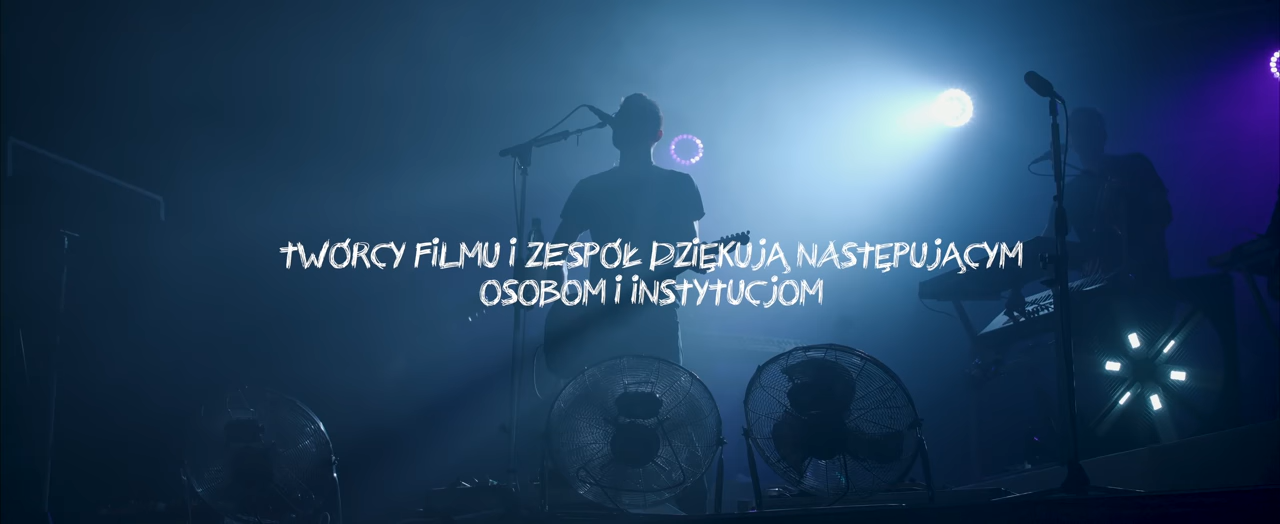 TWÓRCY FiLMU i ZESPÓŁ DZiĘKUJĄ NASTĘPUJĄCYM
OSOBOM i iNSTYTUCJOM